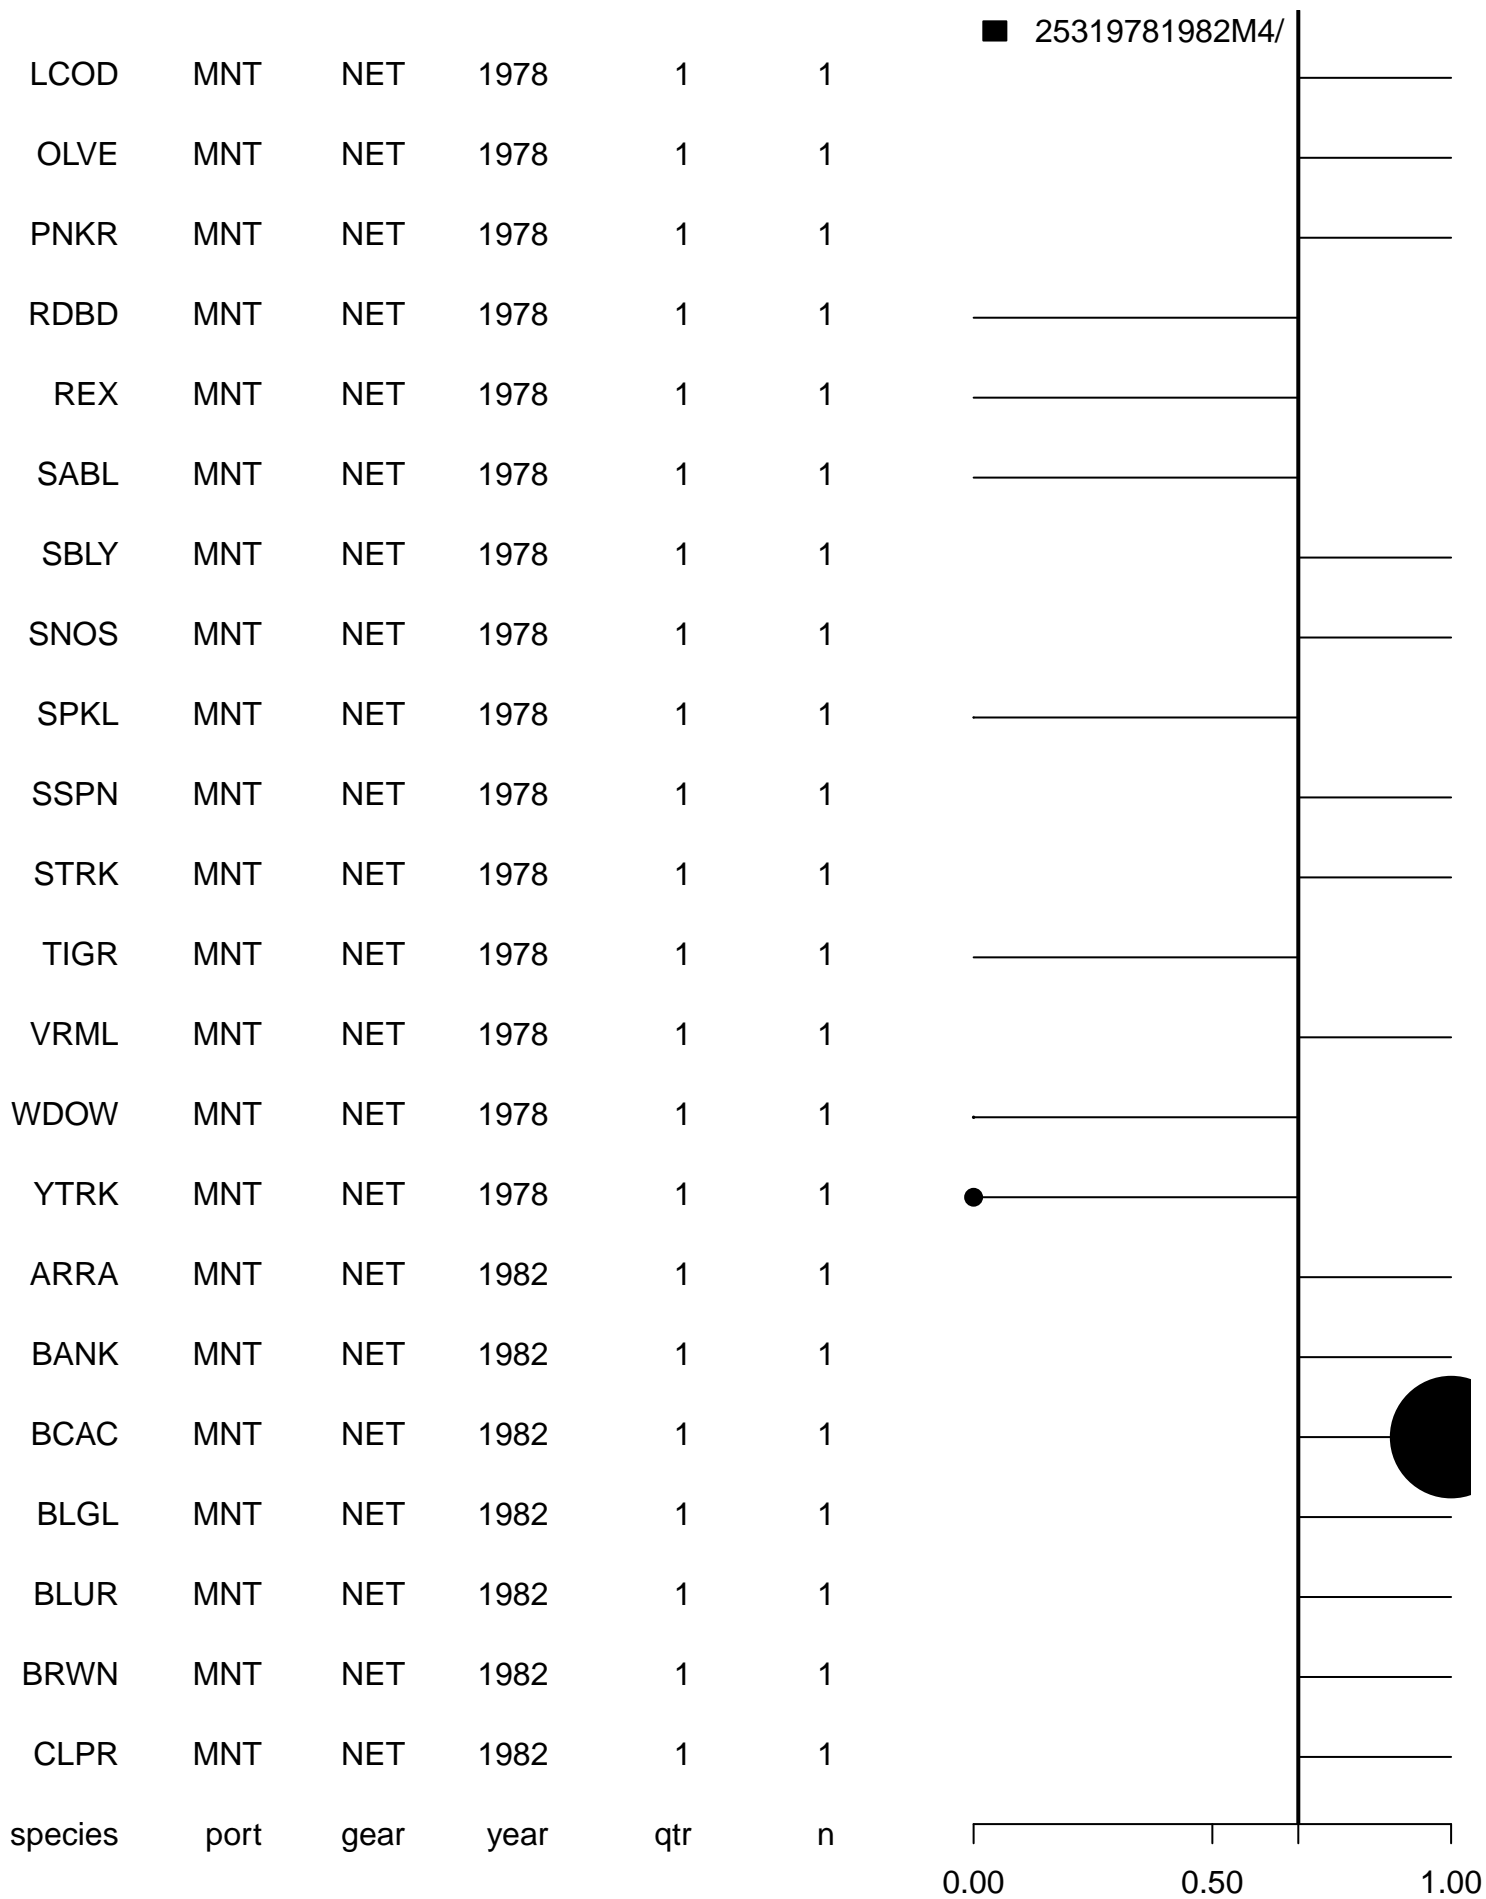 25319781982M4/
LCOD MNT NET 1978 1 1
OLVE MNT NET 1978 1 1
PNKR MNT NET 1978 1 1
RDBD MNT NET 1978 1 1
REX MNT NET 1978 1 1
SABL MNT NET 1978 1 1
SBLY MNT NET 1978 1 1
SNOS MNT NET 1978 1 1
SPKL MNT NET 1978 1 1
SSPN MNT NET 1978 1 1
STRK MNT NET 1978 1 1
TIGR MNT NET 1978 1 1
VRML MNT NET 1978 1 1
WDOW MNT NET 1978 1 1
YTRK MNT NET 1978 1 1
ARRA MNT NET 1982 1 1
BANK MNT NET 1982 1 1
BCAC MNT NET 1982 1 1
BLGL MNT NET 1982 1 1
BLUR MNT NET 1982 1 1
BRWN MNT NET 1982 1 1
CLPR MNT NET 1982 1 1
species port gear year qtr n
0.00 0.50 1.00